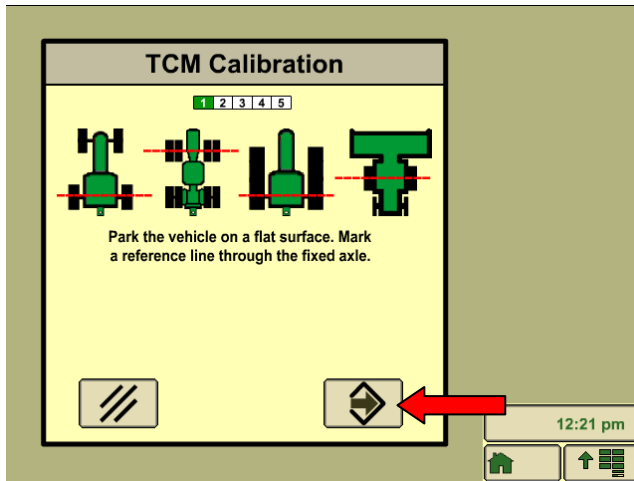 TCM Calibration
1 2 3 4 5
Park the vehicle on a flat surface. Mark
a reference line through the fixed axle.
12:21 pm